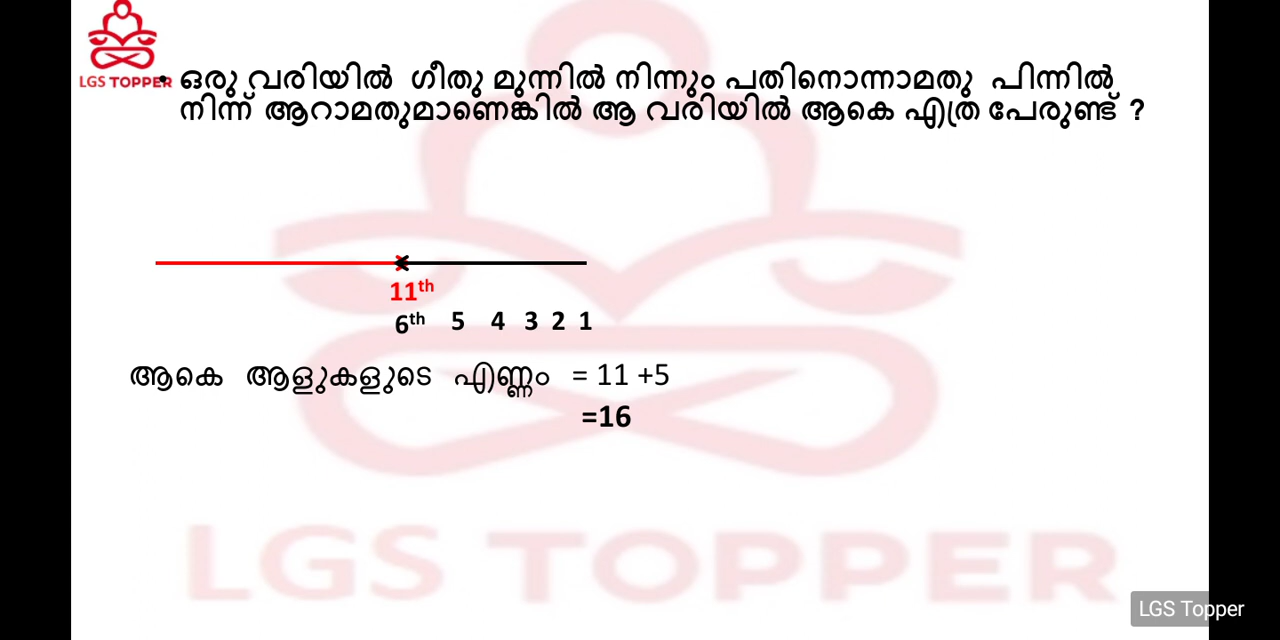 LGS TOPPER
• ഒരു വരിയിൽ ഗീതു മുന്നിൽ നിന്നും പതിനൊന്നാമതു പിന്നിൽ
നിന്ന് ആറാമതുമാണെങ്കിൽ ആ വരിയിൽ ആകെ എത്ര പേരുണ്ട് ?
11th
6th 5 4 3 2 1
ആകെ ആളുകളുടെ എണ്ണം = 11 +5
=16
LGS TOPPER
LGS Topper